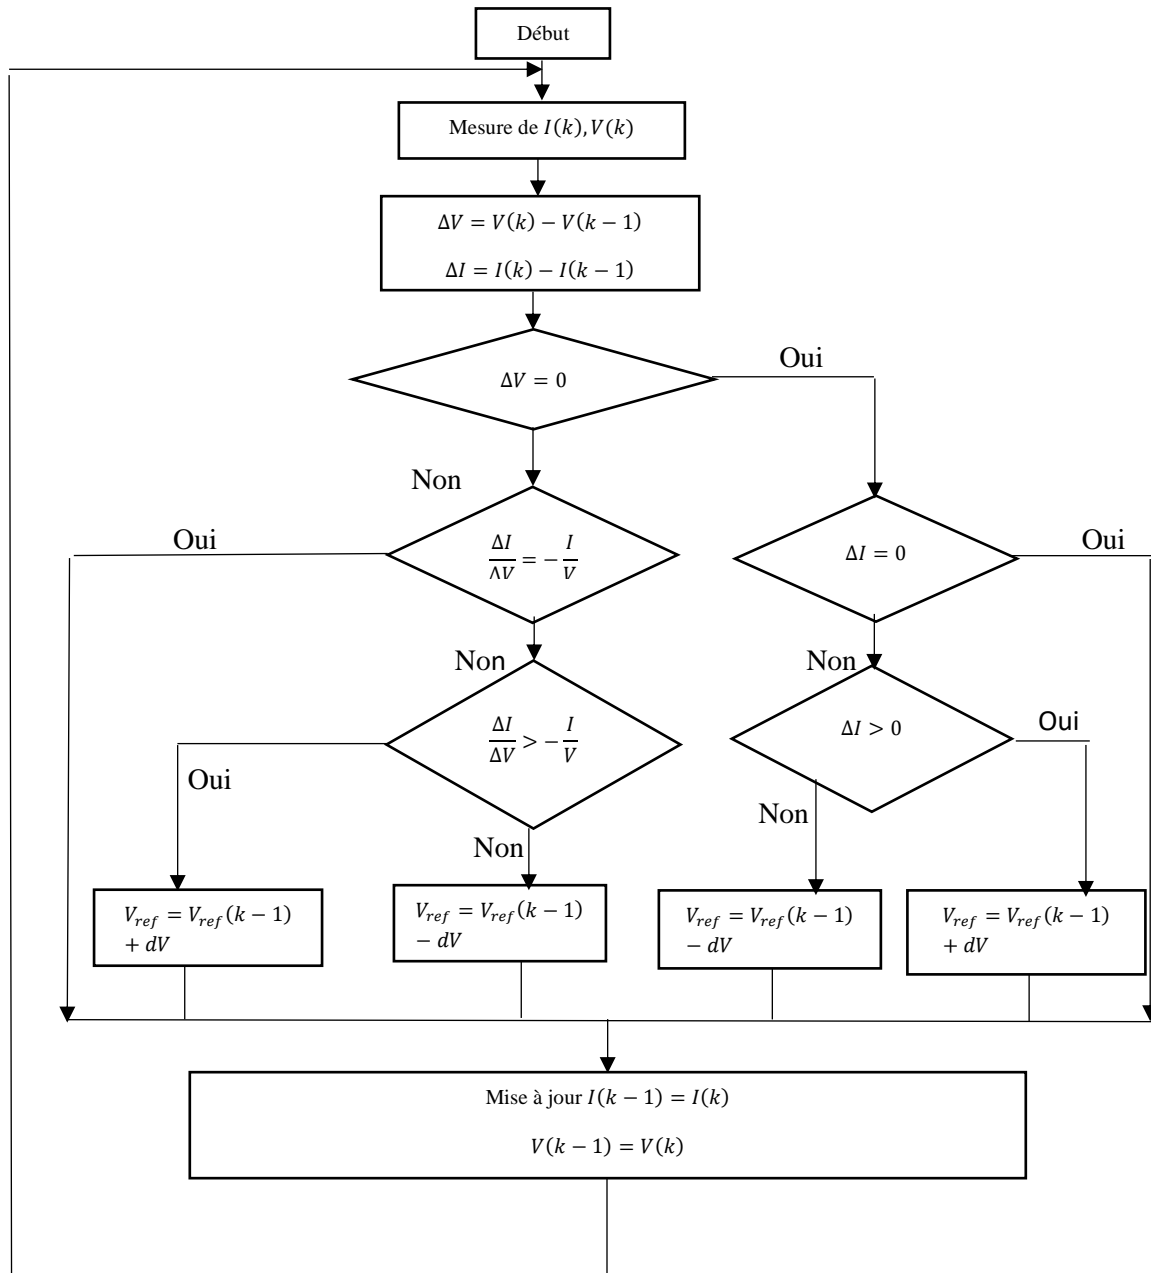 Début
Mesure de I(k), V(k)
ΔV = V(k) − V(k − 1)
ΔI = I(k) − I(k − 1)
Oui
ΔV = 0
Non
Oui
ΔI/ΔV = − I/V
ΔI = 0
Oui
Non
Non
ΔI/ΔV > − I/V
ΔI > 0
Oui
Oui
Non
Non
V_ref = V_ref(k − 1)
+ dV
V_ref = V_ref(k − 1)
− dV
V_ref = V_ref(k − 1)
− dV
V_ref = V_ref(k − 1)
+ dV
Mise à jour I(k − 1) = I(k)
V(k − 1) = V(k)